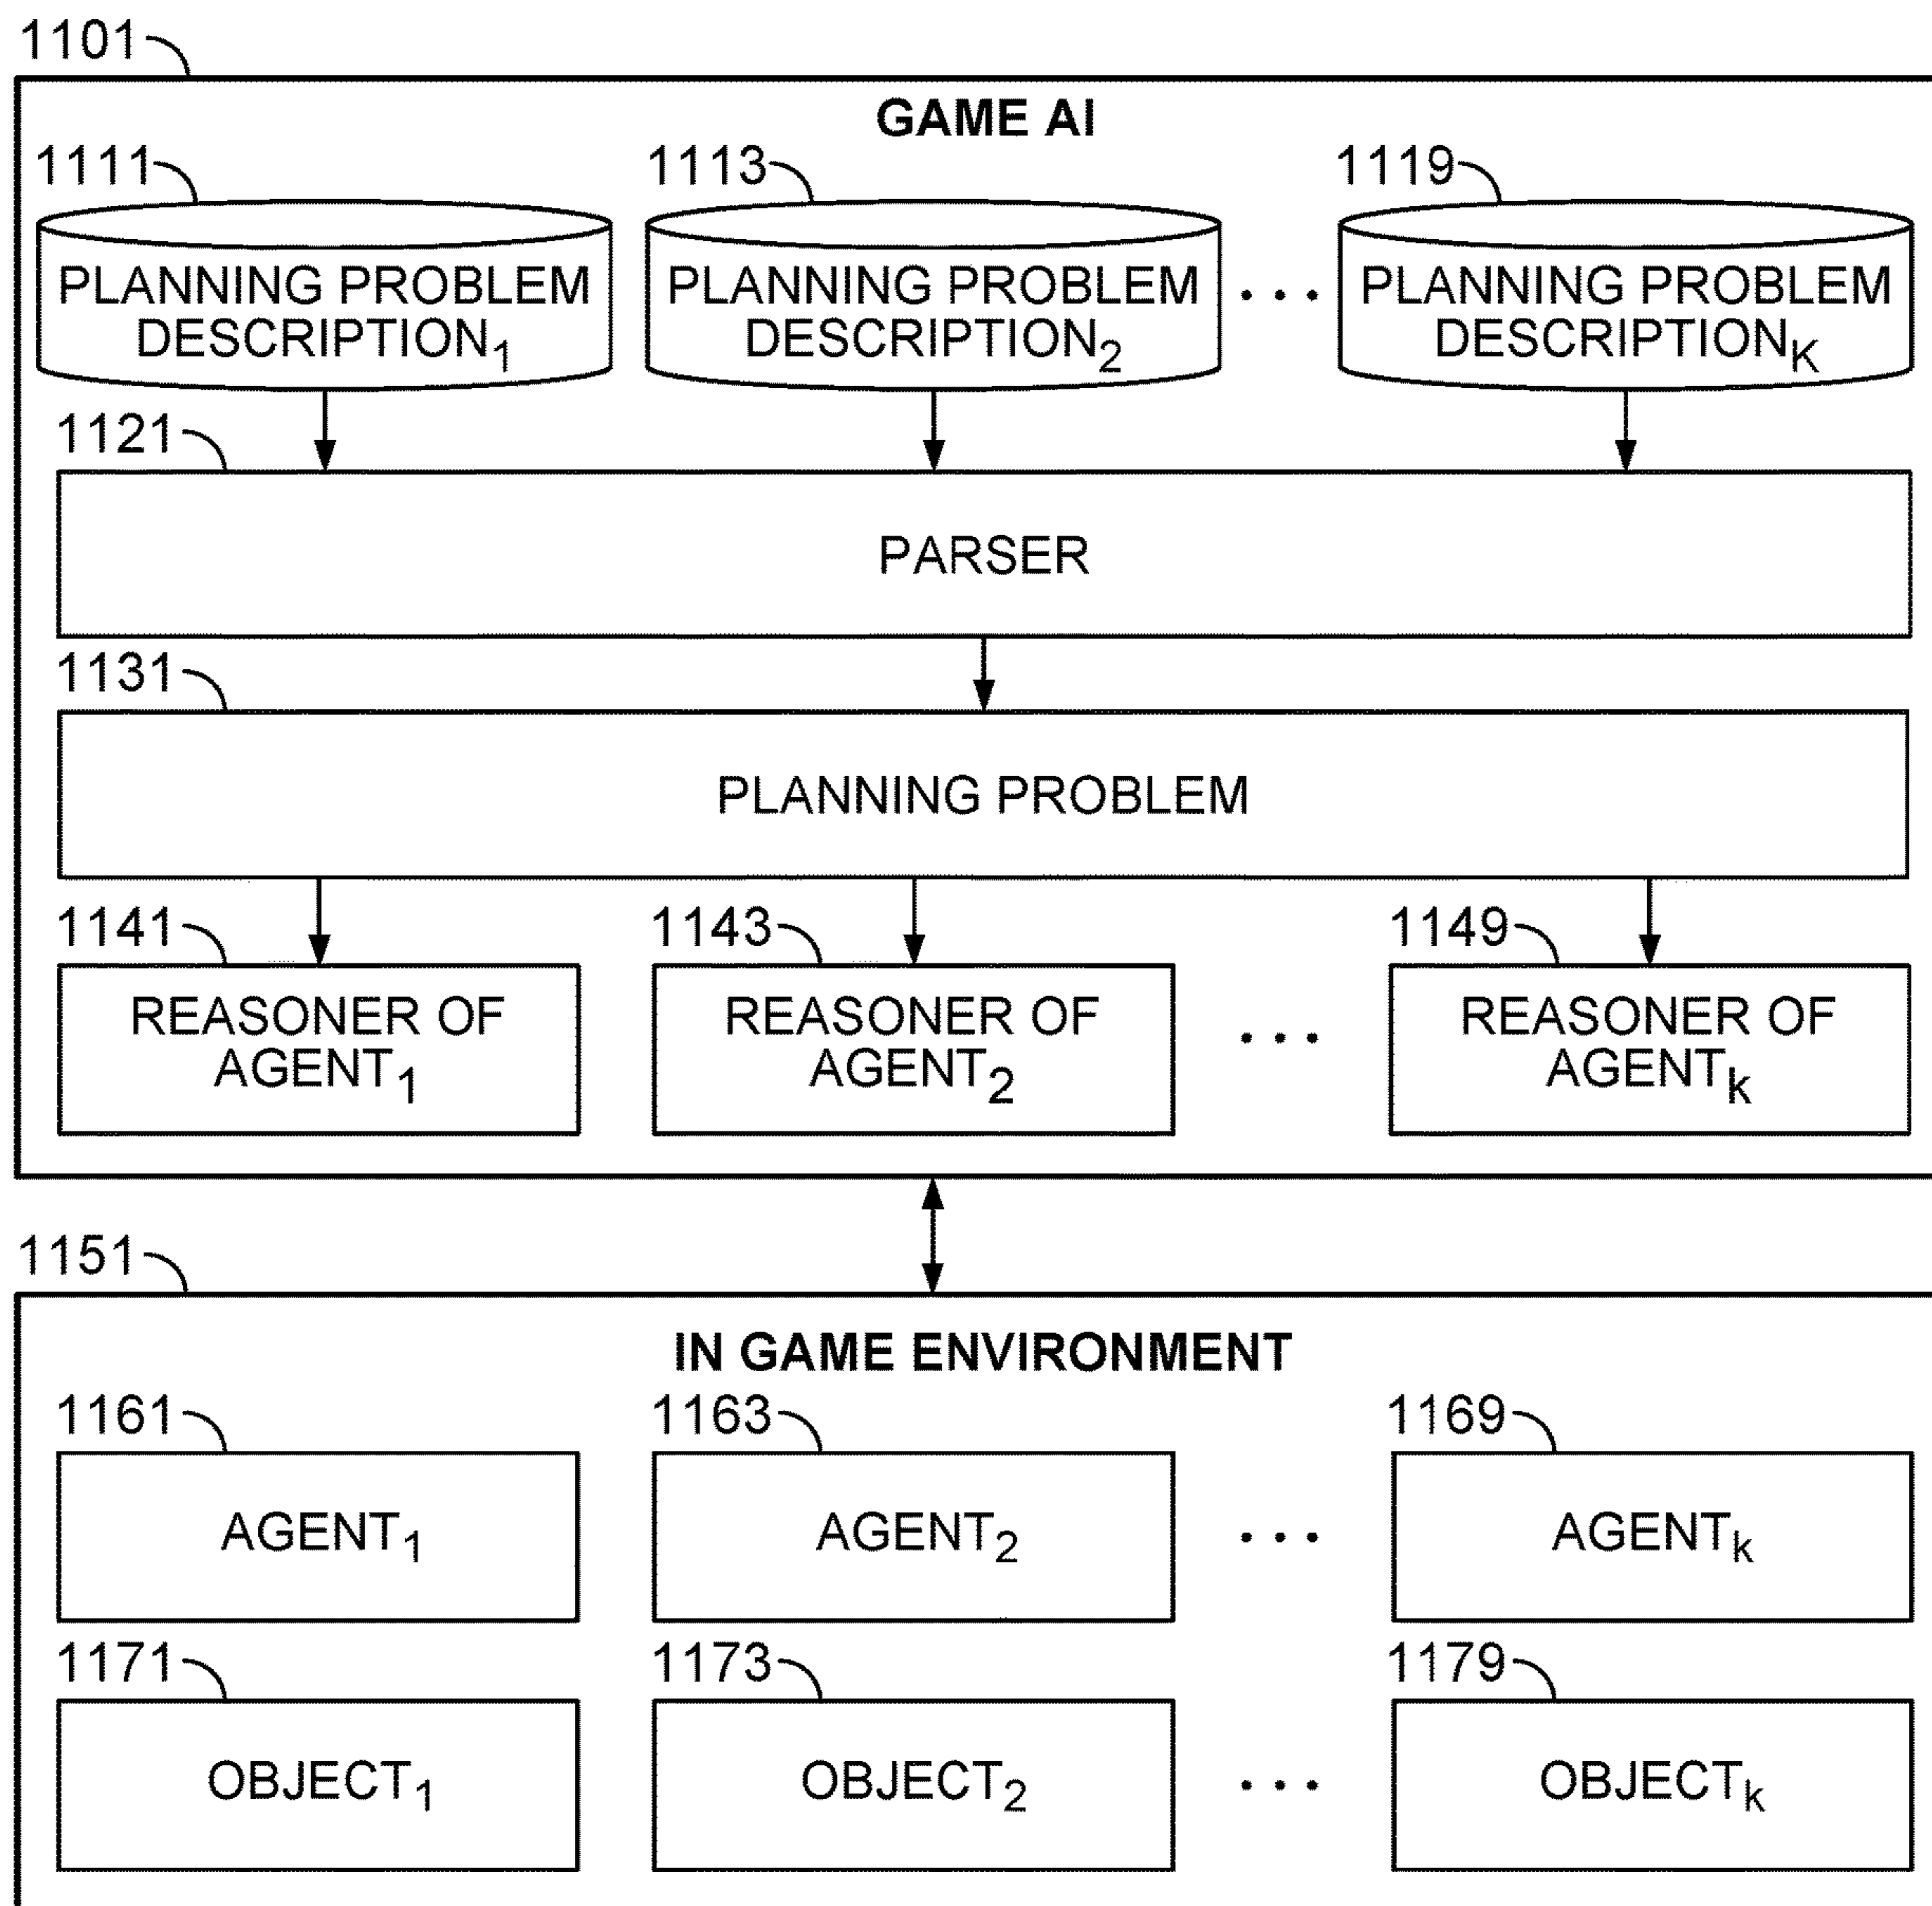 1101
GAME AI
1111 1113 1119
PLANNING PROBLEM DESCRIPTION₁
PLANNING PROBLEM DESCRIPTION₂
...
PLANNING PROBLEM DESCRIPTION_K
1121
PARSER
1131
PLANNING PROBLEM
1141 1143 1149
REASONER OF AGENT₁
REASONER OF AGENT₂
...
REASONER OF AGENTₖ
1151
IN GAME ENVIRONMENT
1161 1163 1169
AGENT₁ AGENT₂ ... AGENTₖ
1171 1173 1179
OBJECT₁ OBJECT₂ ... OBJECTₖ